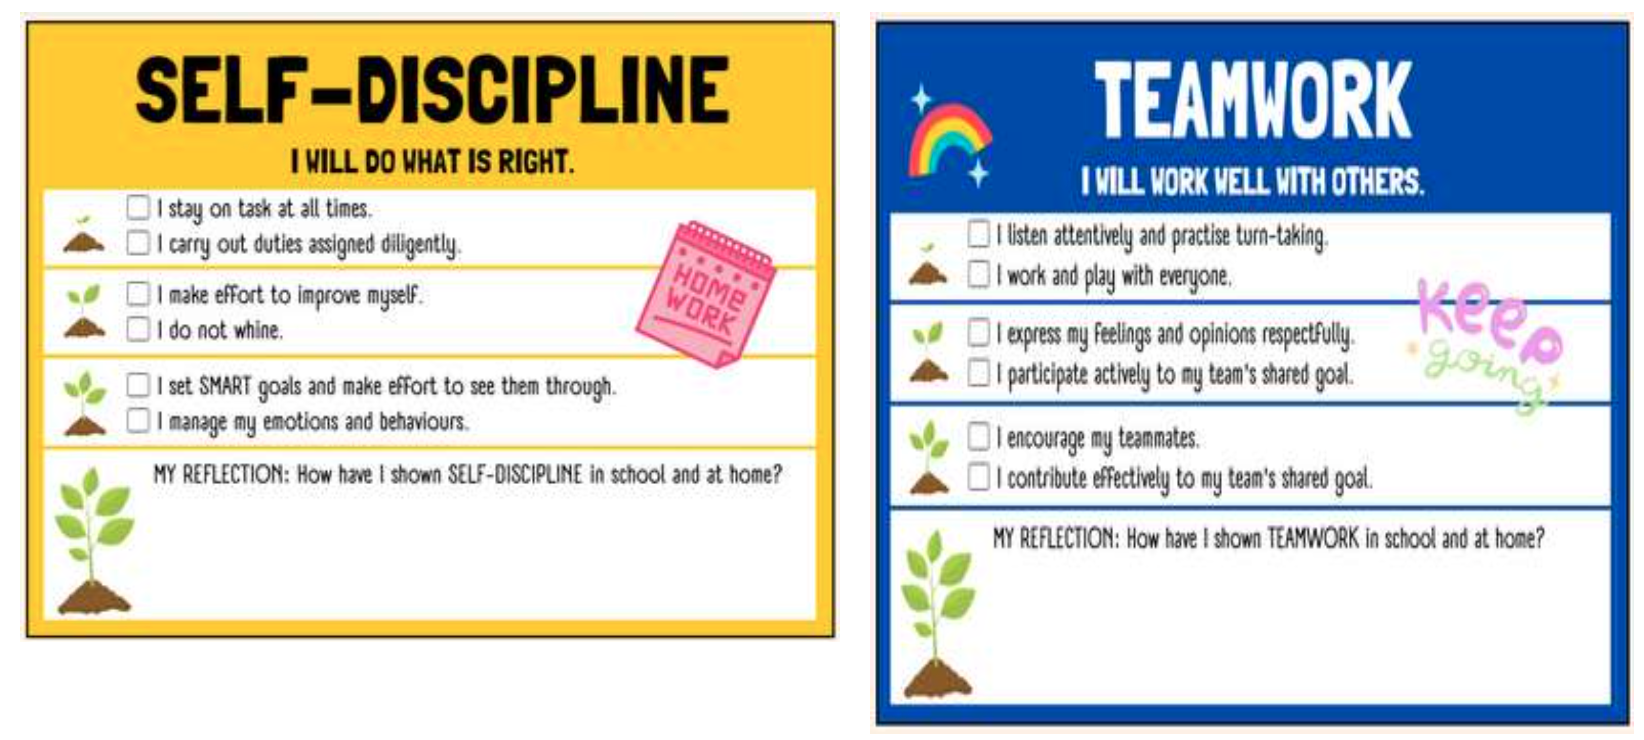 SELF-DISCIPLINE
I WILL DO WHAT IS RIGHT.
I stay on task at all times.
I carry out duties assigned diligently.
I make effort to improve myself.
I do not whine.
HOME
WORK
I set SMART goals and make effort to see them through.
I manage my emotions and behaviours.
MY REFLECTION: How have I shown SELF-DISCIPLINE in school and at home?
TEAMWORK
I WILL WORK WELL WITH OTHERS.
I listen attentively and practise turn-taking.
I work and play with everyone.
I express my feelings and opinions respectfully.
I participate actively to my team's shared goal.
keep
going
I encourage my teammates.
I contribute effectively to my team's shared goal.
MY REFLECTION: How have I shown TEAMWORK in school and at home?